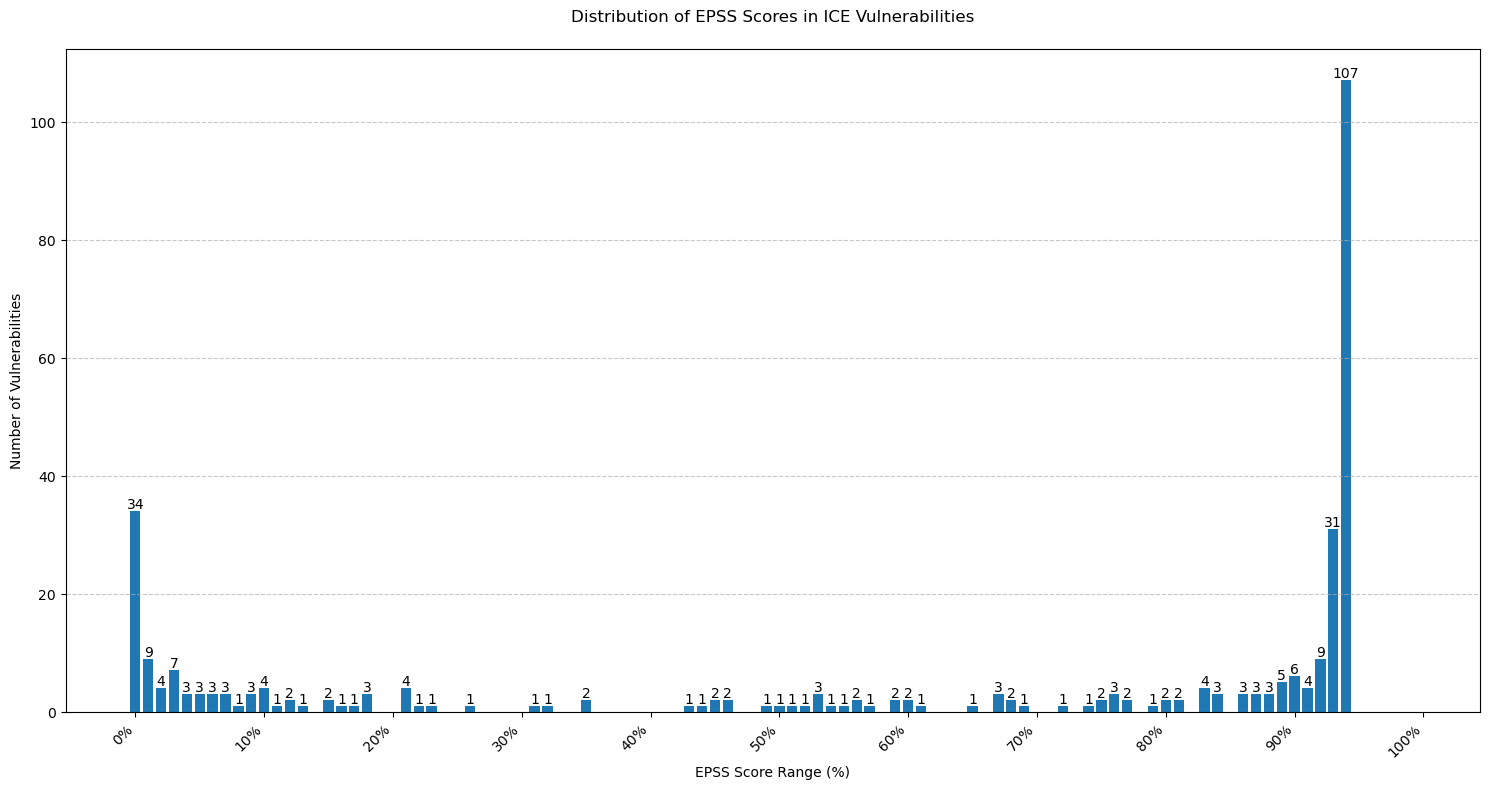 Distribution of EPSS Scores in ICE Vulnerabilities
107
100
80
60
40
20
0
Number of Vulnerabilities
34 9 4 7 3 3 3 3 1 3 4 1 2 1 2 1 1 3 4 1 1 1 1 1 2 1 1 2 2 1 1 1 1 3 1 1 2 1 2 2 1 1 3 2 1 1 1 2 3 2 1 2 2 4 3 3 3 3 5 6 4 9 31
0% 10% 20% 30% 40% 50% 60% 70% 80% 90% 100%
EPSS Score Range (%)